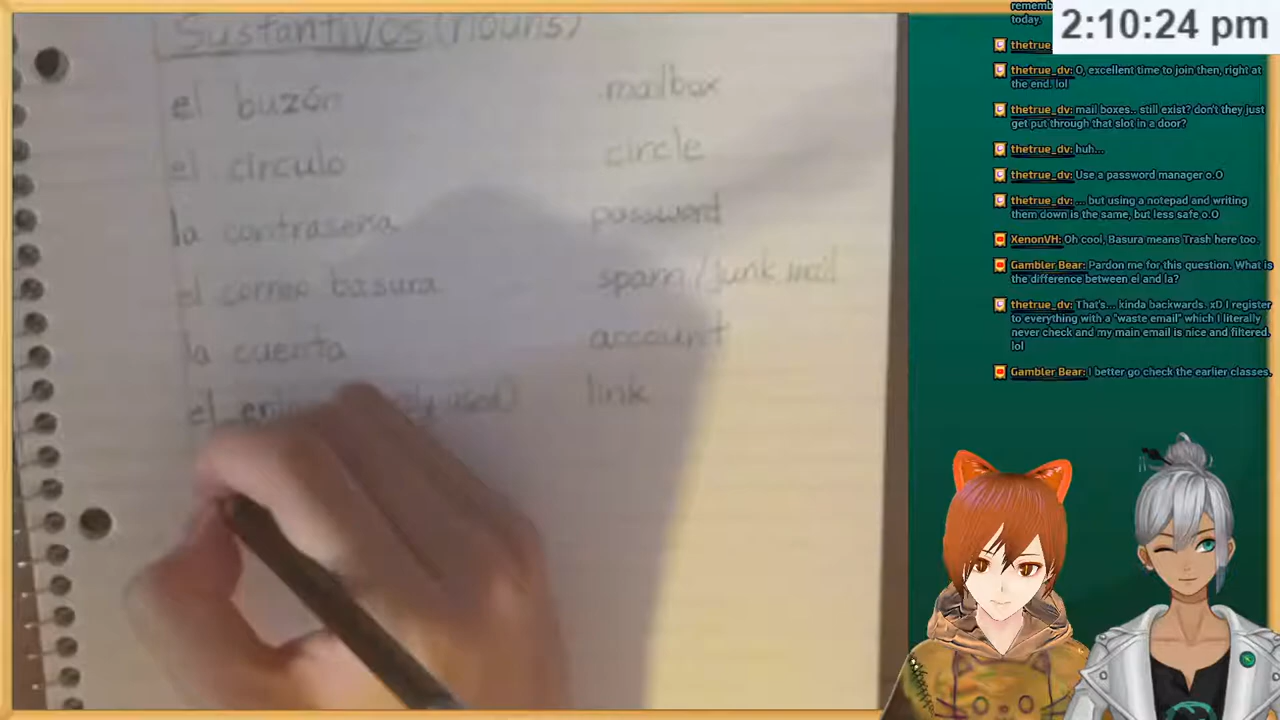 Sustantivos (nouns)
el buzón mailbox
el círculo circle
la contraseña password
el correo basura spam / junk mail
la cuenta account
el used) link
2:10:24 pm
today.
thetrue_dv: O, excellent time to join then, right at
the end. lol
thetrue_dv: mail boxes.. still exist? don't they just
get put through that slot in a door?
thetrue_dv: huh...
thetrue_dv: Use a password manager o.O
thetrue_dv: ... but using a notepad and writing
them down is the same, but less safe o.O
XenonVH: Oh cool, Basura means Trash here too.
Gambler Bear: Pardon me for this question. What is
the difference between el and la?
thetrue_dv: That's... kinda backwards. xD I register
to everything with a "waste email" which I literally
never check and my main email is nice and filtered.
lol
Gambler Bear: I better go check the earlier classes.